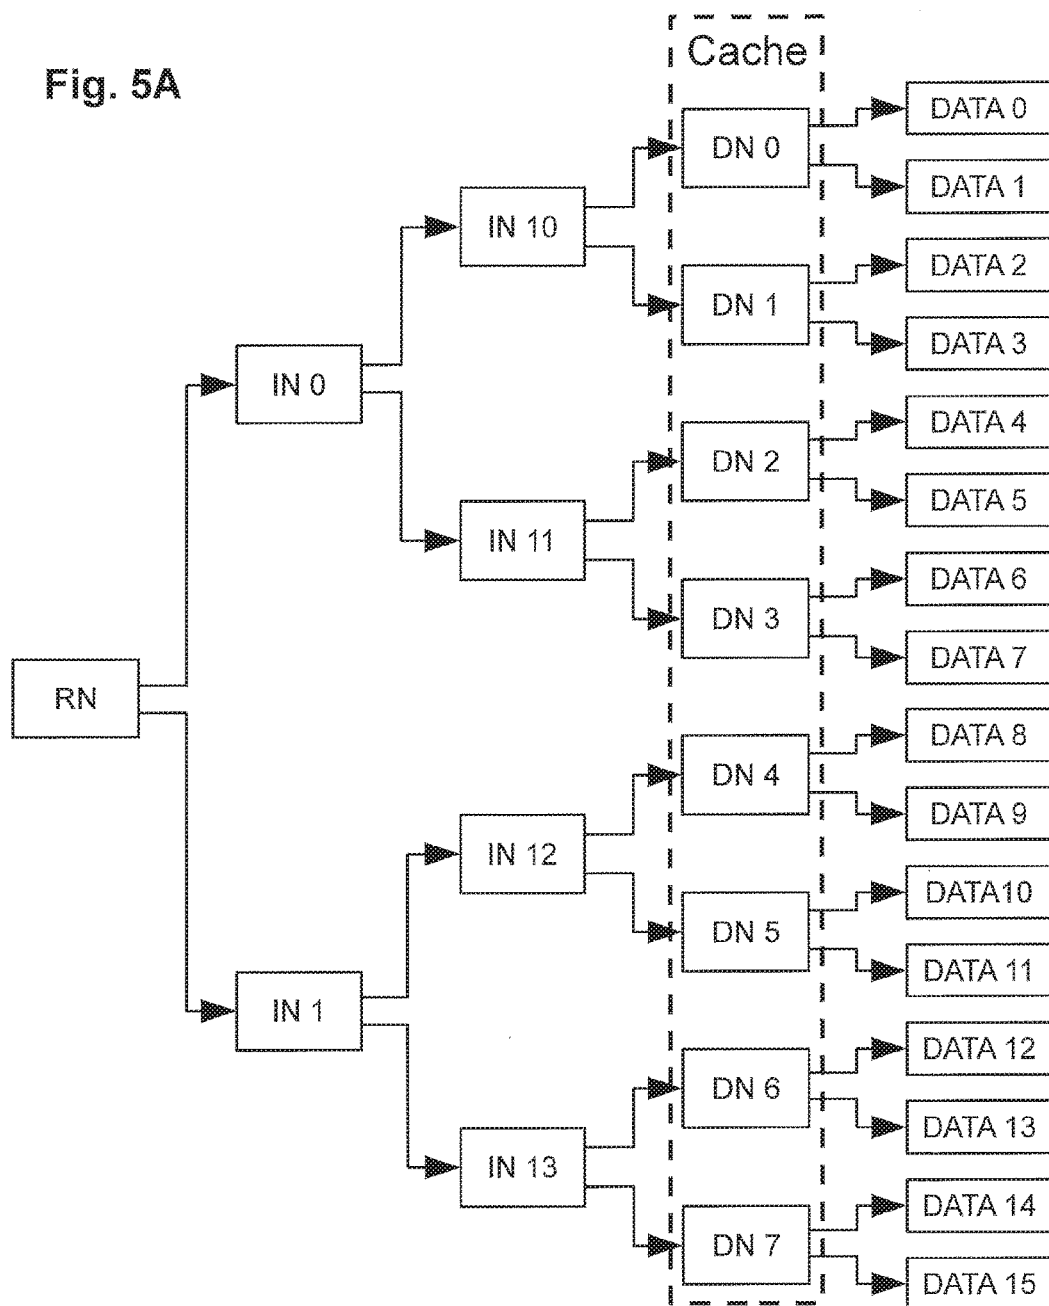 Fig. 5A
Cache
RN
IN 0
IN 1
IN 10
IN 11
IN 12
IN 13
DN 0
DN 1
DN 2
DN 3
DN 4
DN 5
DN 6
DN 7
DATA 0
DATA 1
DATA 2
DATA 3
DATA 4
DATA 5
DATA 6
DATA 7
DATA 8
DATA 9
DATA10
DATA 11
DATA 12
DATA 13
DATA 14
DATA 15